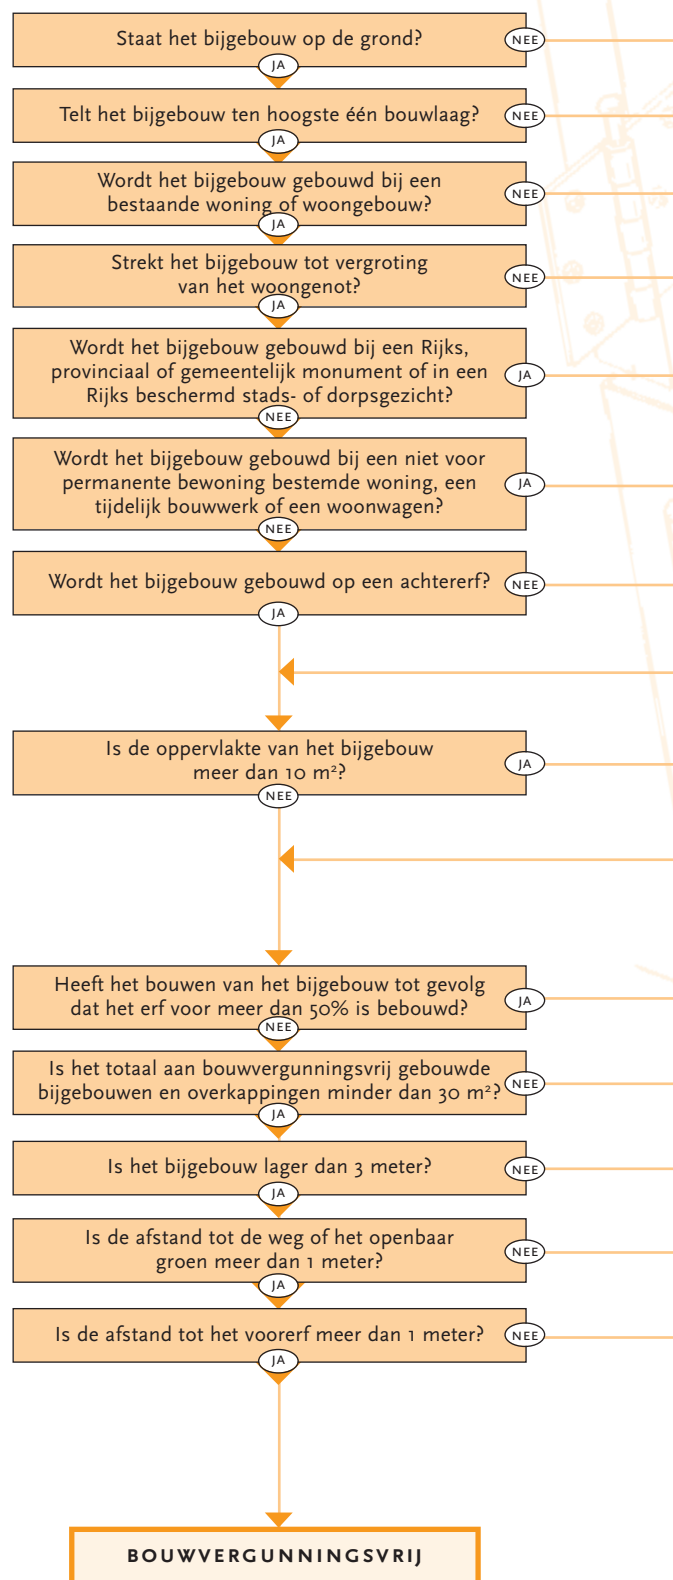 Staat het bijgebouw op de grond?
NEE
JA
Telt het bijgebouw ten hoogste één bouwlaag?
NEE
JA
Wordt het bijgebouw gebouwd bij een
bestaande woning of woongebouw?
NEE
JA
Strekt het bijgebouw tot vergroting
van het woongenot?
NEE
JA
Wordt het bijgebouw gebouwd bij een Rijks,
provinciaal of gemeentelijk monument of in een
Rijks beschermd stads- of dorpsgezicht?
JA
NEE
Wordt het bijgebouw gebouwd bij een niet voor
permanente bewoning bestemde woning, een
tijdelijk bouwwerk of een woonwagen?
JA
NEE
Wordt het bijgebouw gebouwd op een achtererf?
NEE
JA
Is de oppervlakte van het bijgebouw
meer dan 10 m²?
JA
NEE
Heeft het bouwen van het bijgebouw tot gevolg
dat het erf voor meer dan 50% is bebouwd?
JA
NEE
Is het totaal aan bouwvergunningsvrij gebouwde
bijgebouwen en overkappingen minder dan 30 m²?
NEE
JA
Is het bijgebouw lager dan 3 meter?
NEE
JA
Is de afstand tot de weg of het openbaar
groen meer dan 1 meter?
NEE
JA
Is de afstand tot het voorerf meer dan 1 meter?
NEE
JA
BOUWVERGUNNINGSVRIJ